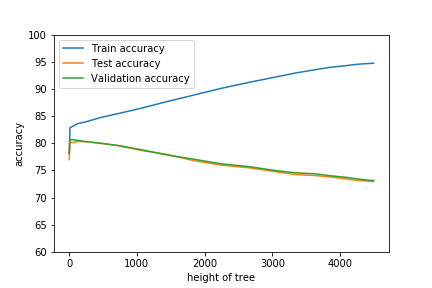 100
95
90
85
80
75
70
65
60
accuracy
Train accuracy
Test accuracy
Validation accuracy
0 1000 2000 3000 4000
height of tree